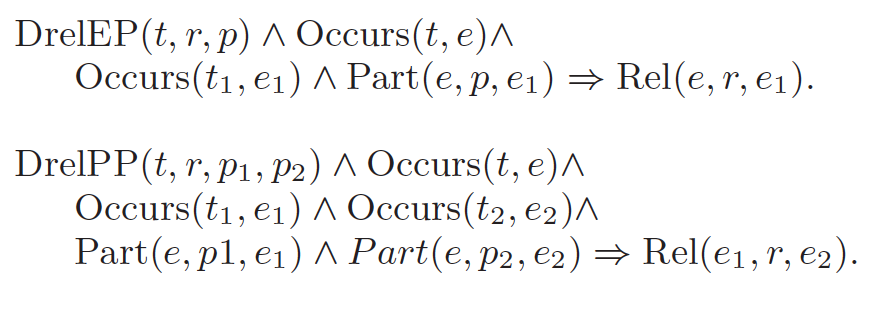 DrelEP(t, r, p) ∧ Occurs(t, e)∧
Occurs(t₁, e₁) ∧ Part(e, p, e₁) ⇒ Rel(e, r, e₁).
DrelPP(t, r, p₁, p₂) ∧ Occurs(t, e)∧
Occurs(t₁, e₁) ∧ Occurs(t₂, e₂)∧
Part(e, p1, e₁) ∧ Part(e, p₂, e₂) ⇒ Rel(e₁, r, e₂).